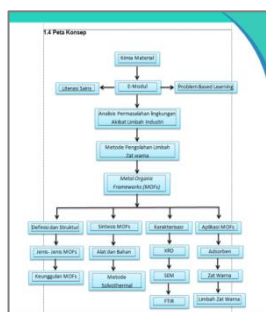 1.4 Peta Konsep
Kimia Material
Literasi Sains
E-Modul
Problem Based Learning
Analisis Permasalahan lingkungan
Akibat Limbah Industri
Metode Pengolahan Limbah
Zat warna
Metal Organic
Frameworks (MOFs)
Definisi dan Struktur
Sintesis MOFs
Karakterisasi
Aplikasi MOFs
Jenis- Jenis MOFs
Alat dan Bahan
XRD
Adsorben
Keunggulan MOFs
Metode
Solvothermal
SEM
Zat Warna
FTIR
Limbah Zat Warna